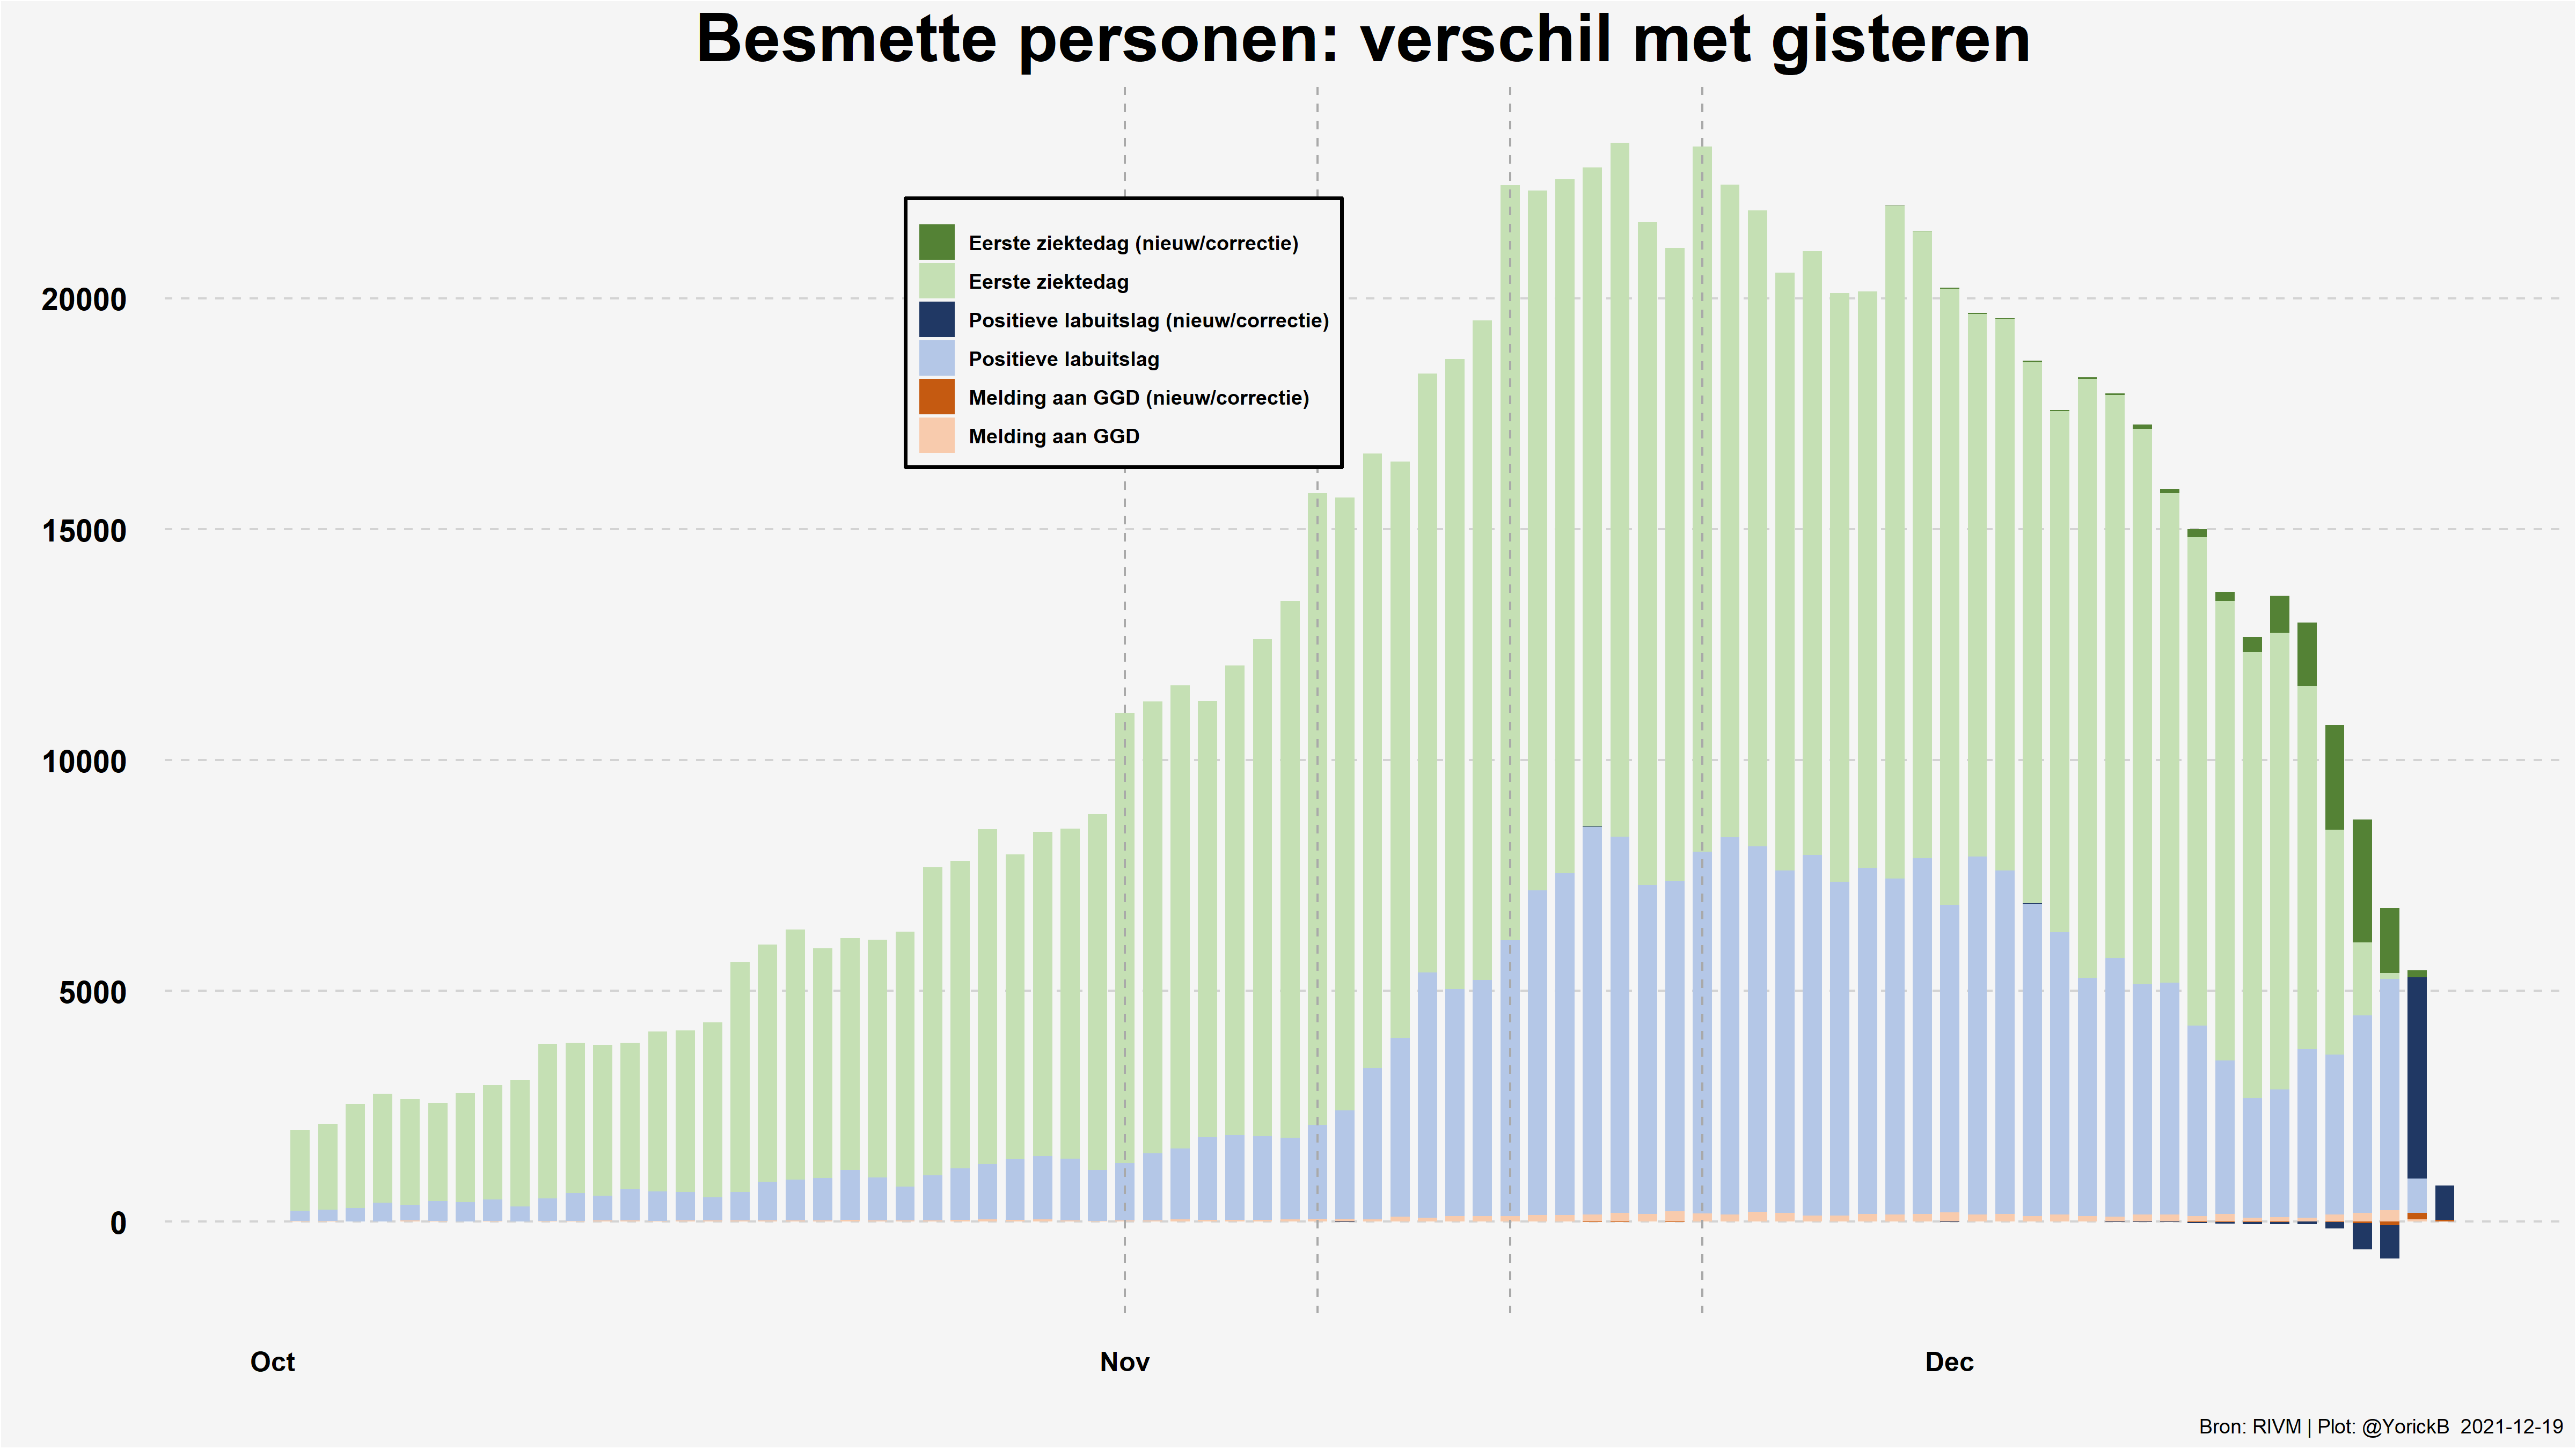 Besmette personen: verschil met gisteren
Eerste ziektedag (nieuw/correctie)
Eerste ziektedag
Positieve labuitslag (nieuw/correctie)
Positieve labuitslag
Melding aan GGD (nieuw/correctie)
Melding aan GGD
20000
15000
10000
5000
0
Oct Nov Dec
Bron: RIVM | Plot: @YorickB 2021-12-19